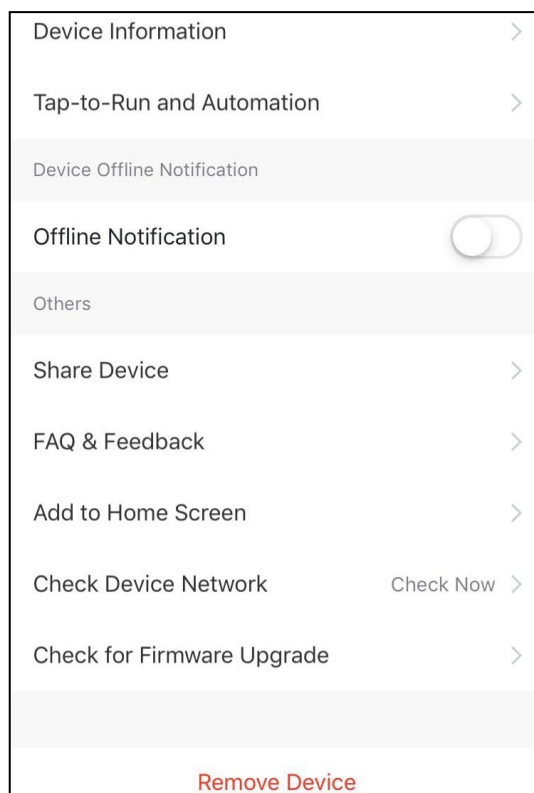 Device Information
Tap-to-Run and Automation
Device Offline Notification
Offline Notification
Others
Share Device
FAQ & Feedback
Add to Home Screen
Check Device Network Check Now
Check for Firmware Upgrade
Remove Device